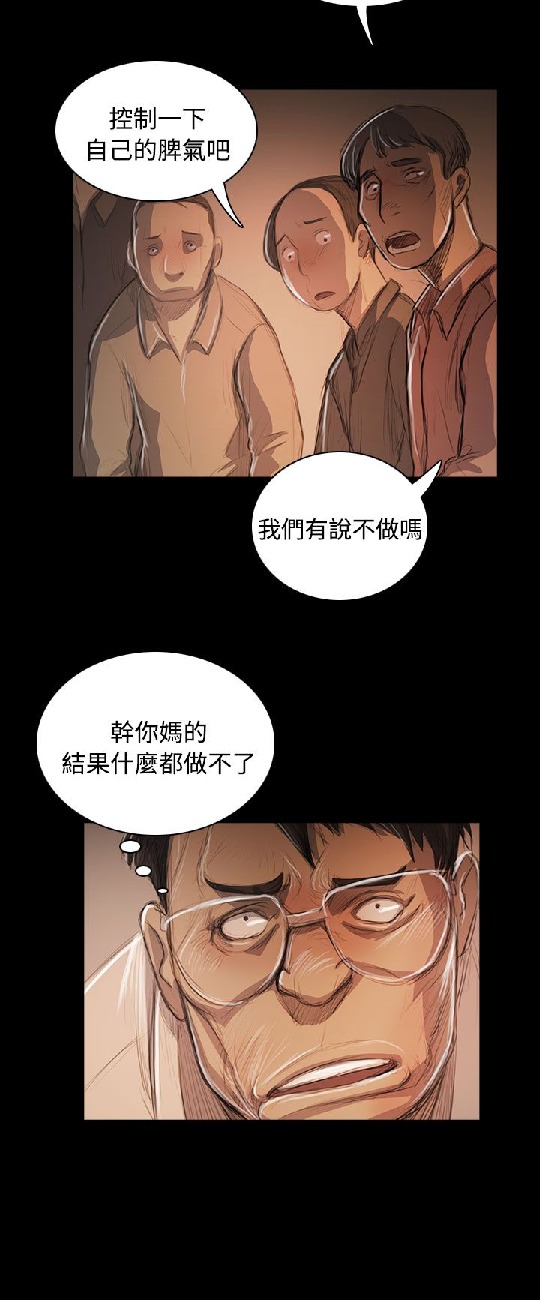 控制一下
自己的脾氣吧
我們有說不做嗎
幹你媽的
結果什麼都做不了